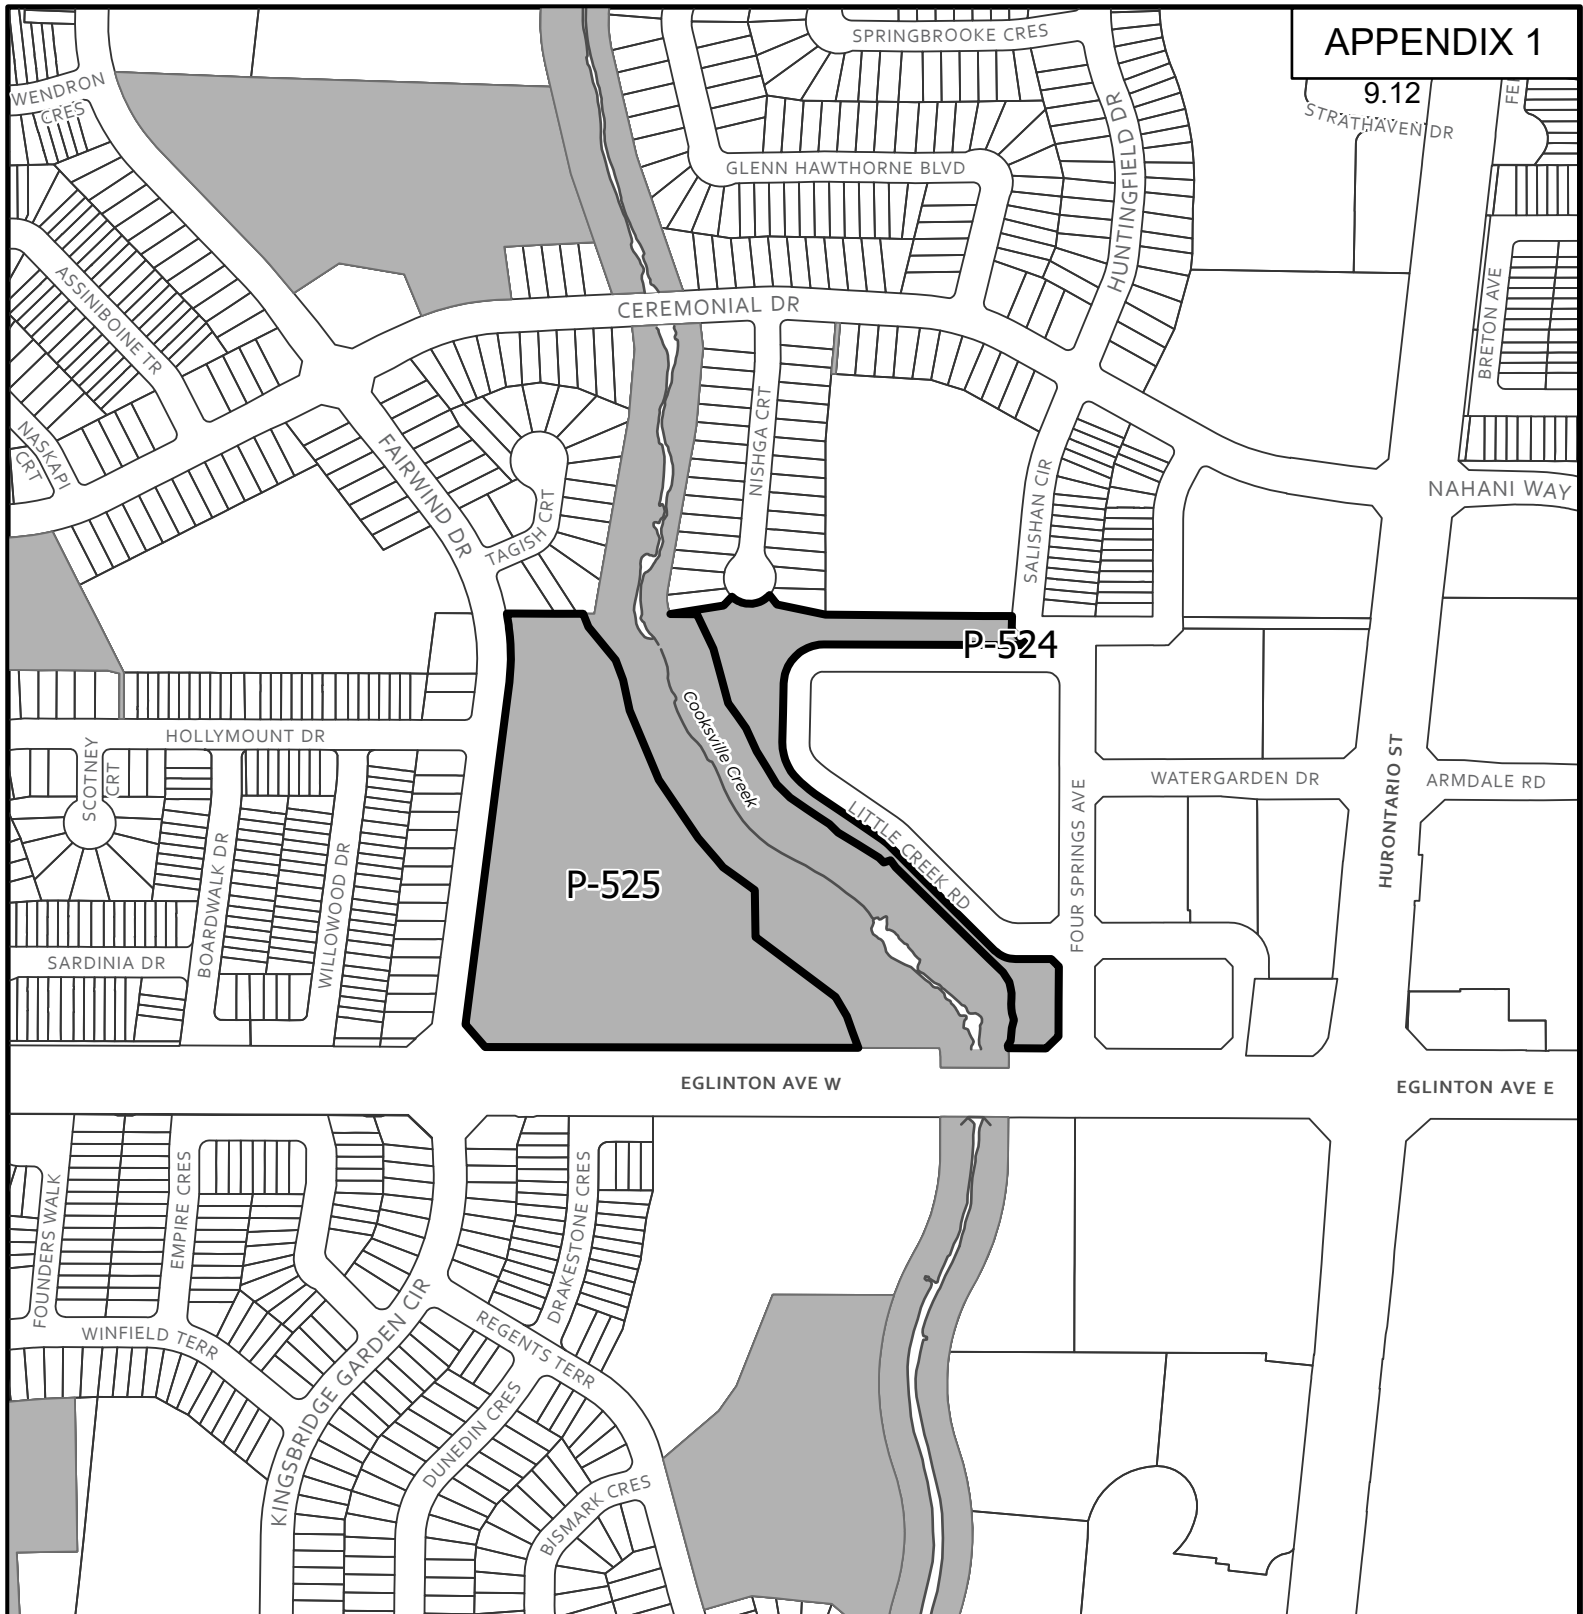 APPENDIX 1
9.12
SPRINGBROOKE CRES
WENDRON
CRES
STRATHAVEN DR
GLENN HAWTHORNE BLVD
HUNTINGFIELD DR
ASSINIBOINE TR
CEREMONIAL DR
BRETON AVE
NASKAPI
CRT
FAIRWIND DR
NISHGA CRT
TAGISH CRT
SALISHAN CIR
NAHANI WAY
P-524
Cooksville Creek
HOLLYMOUNT DR
SCOTNEY
CRT
WATERGARDEN DR
ARMDALE RD
HURONTARIO ST
LITTLE CREEK RD
FOUR SPRINGS AVE
P-525
BOARDWALK DR
WILLOWOOD DR
SARDINIA DR
EGLINTON AVE W
EGLINTON AVE E
FOUNDERS WALK
EMPIRE CRES
DRAKESTONE CRES
WINFIELD TERR
KINGSBRIDGE GARDEN CIR
REGENTS TERR
DUNEDIN CRES
BISMARK CRES